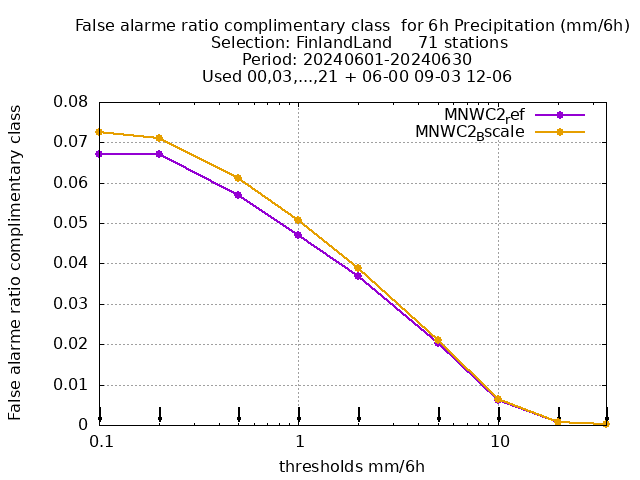 False alarme ratio complimentary class  for 6h Precipitation (mm/6h)
Selection: FinlandLand     71 stations
Period: 20240601-20240630
Used 00,03,...,21 + 06-00 09-03 12-06
MNWC2ref
MNWC2Bscale
False alarme ratio complimentary class
0.08
0.07
0.06
0.05
0.04
0.03
0.02
0.01
0
0.1 1 10
thresholds mm/6h